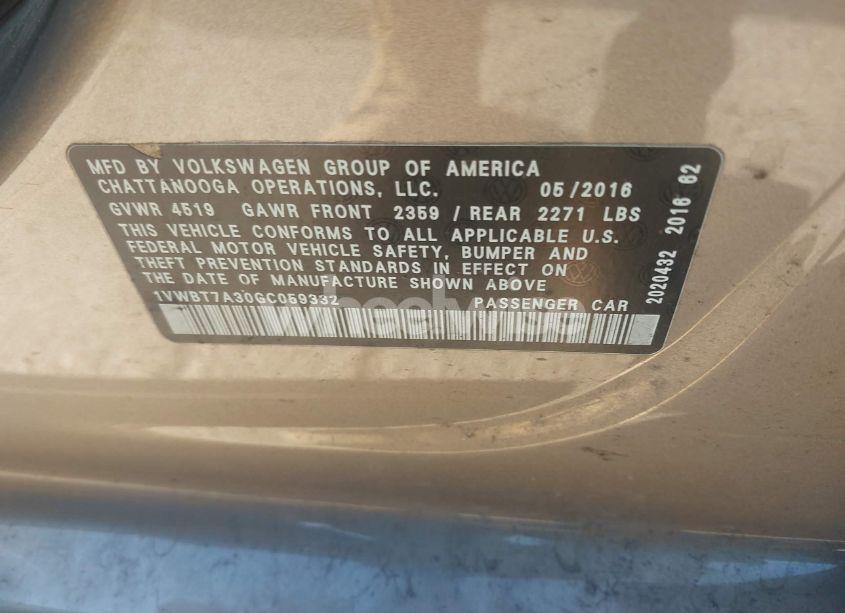 MFD BY VOLKSWAGEN GROUP OF AMERICA
CHATTANOOGA OPERATIONS, LLC. 05/2016
GVWR 4519 GAWR FRONT 2359 / REAR 2271 LBS
THIS VEHICLE CONFORMS TO ALL APPLICABLE U.S.
FEDERAL MOTOR VEHICLE SAFETY, BUMPER AND
THEFT PREVENTION STANDARDS IN EFFECT ON
THE DATE OF MANUFACTURE SHOWN ABOVE
1VWBT7A30GC059332 PASSENGER CAR
2020432 2016 62